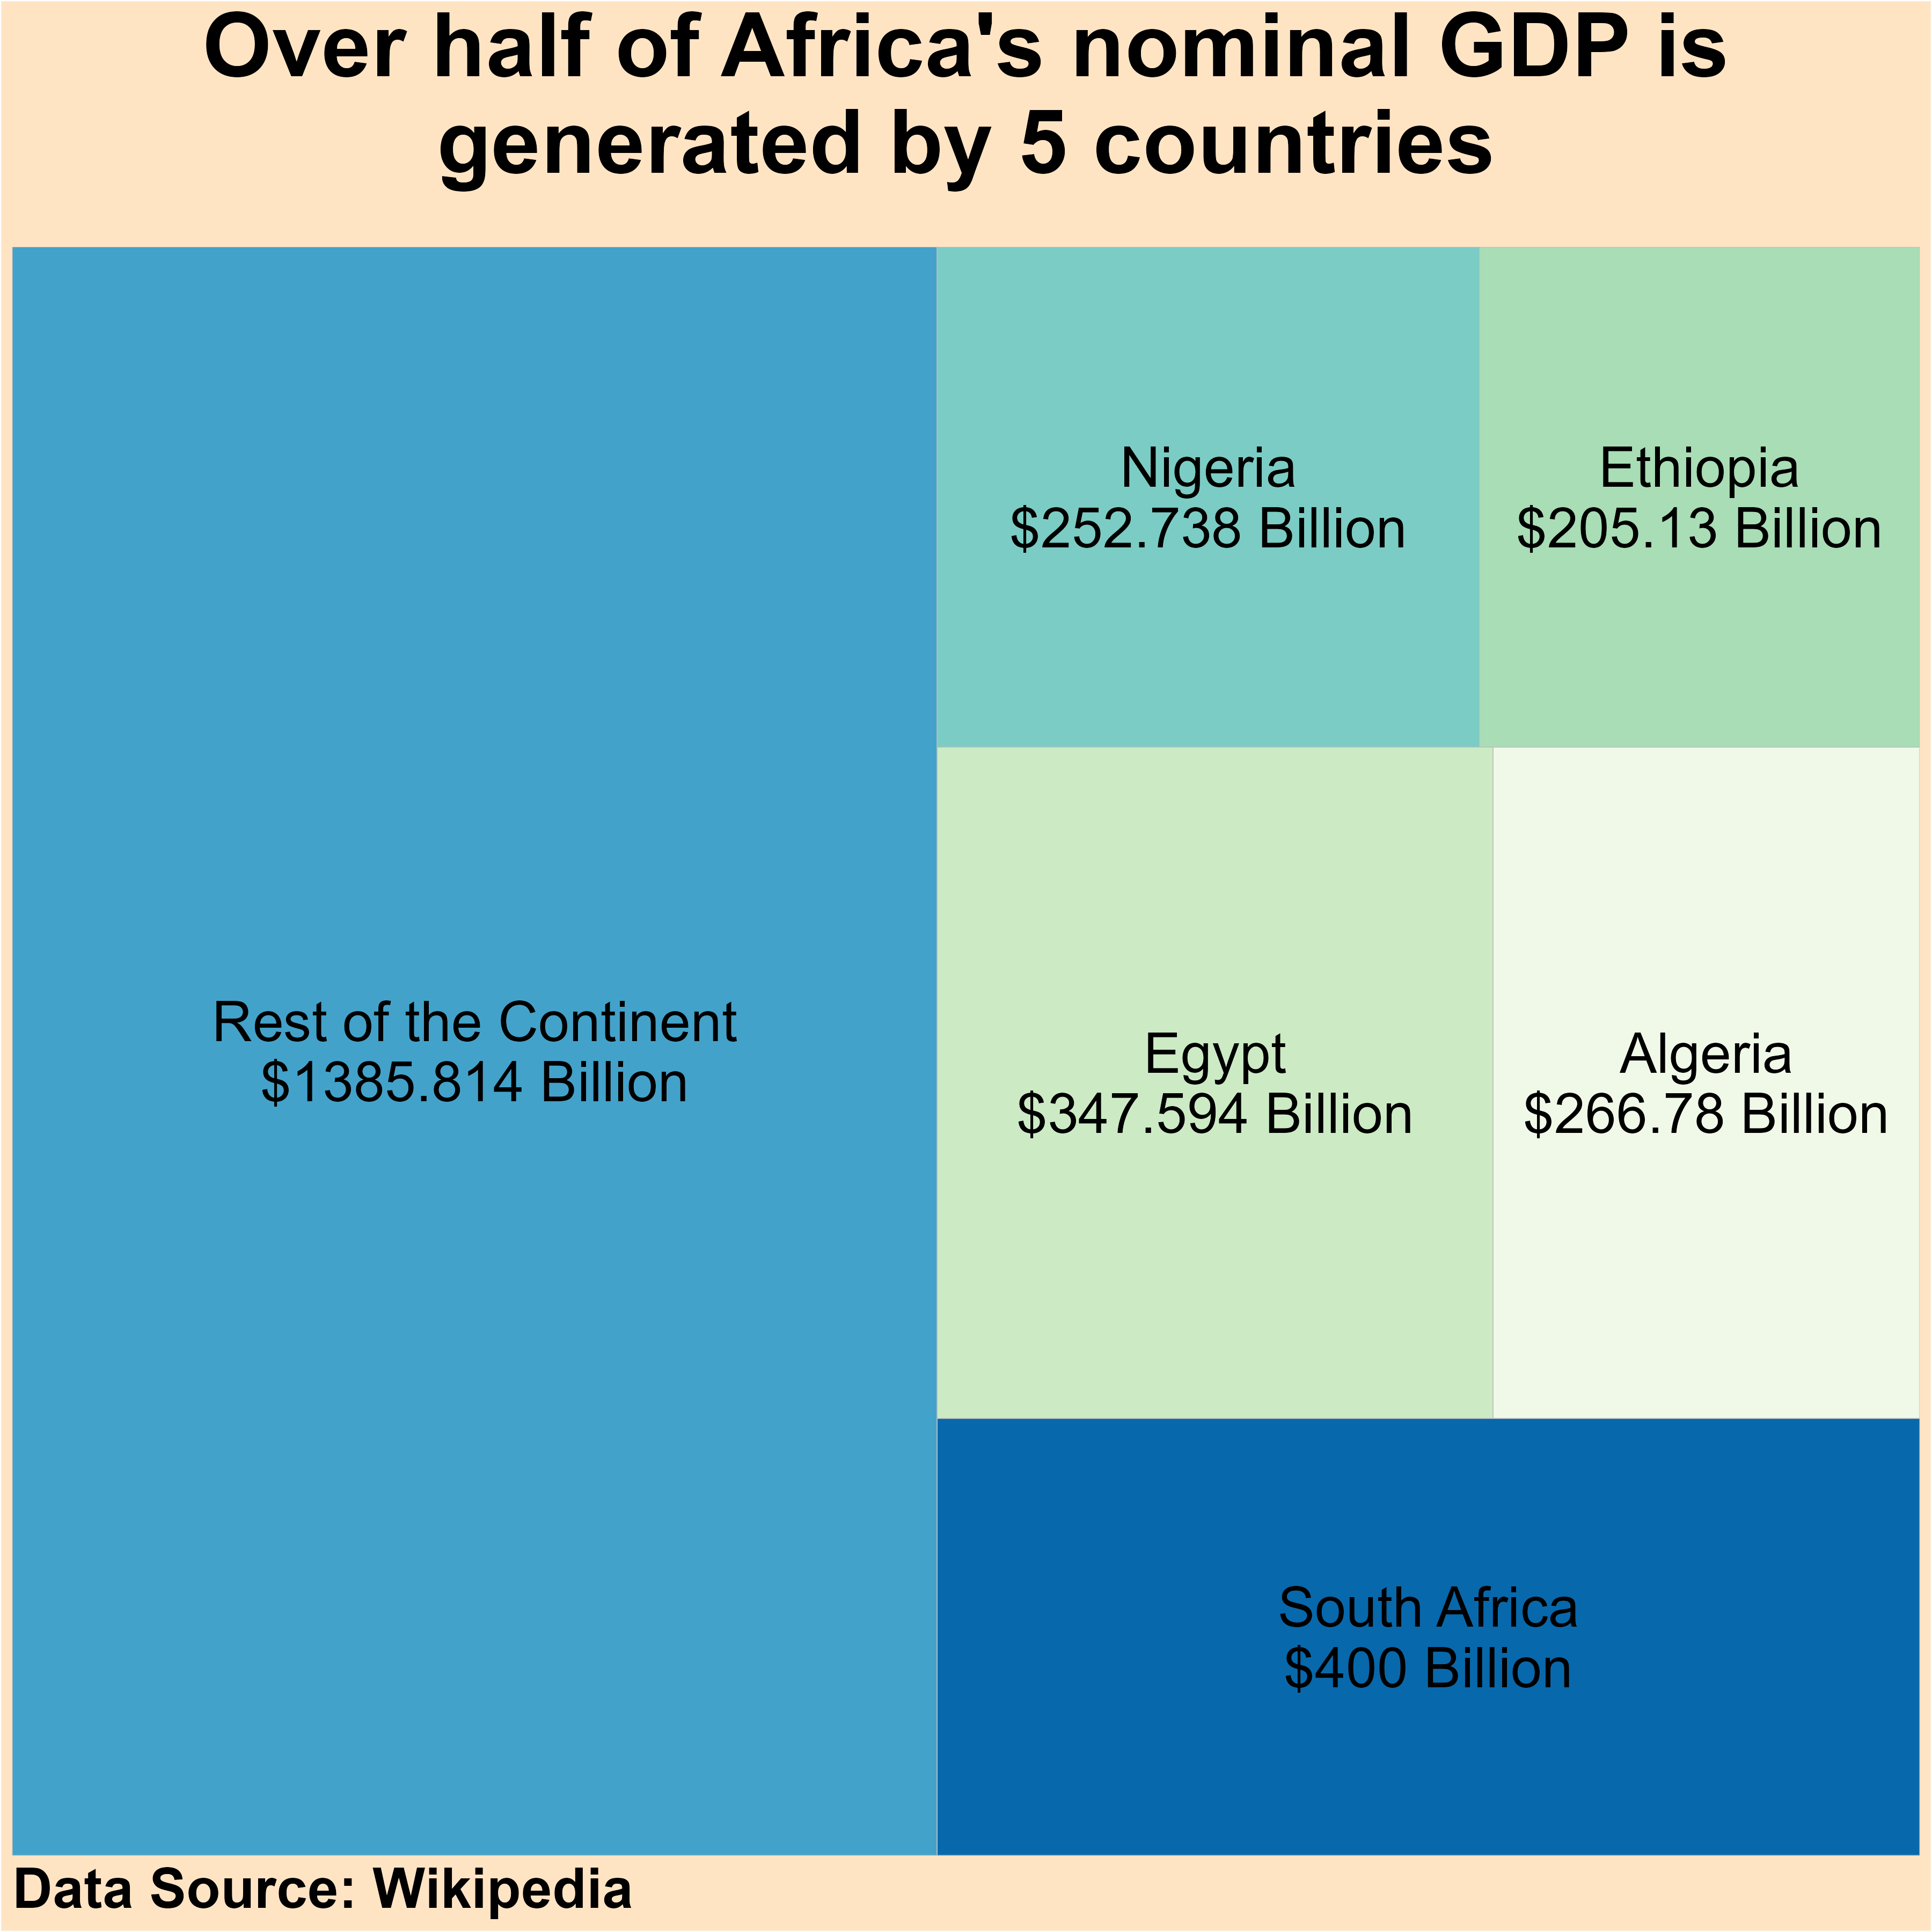 Over half of Africa's nominal GDP is
generated by 5 countries
Nigeria
$252.738 Billion
Ethiopia
$205.13 Billion
Rest of the Continent
$1385.814 Billion
Egypt
$347.594 Billion
Algeria
$266.78 Billion
South Africa
$400 Billion
Data Source: Wikipedia